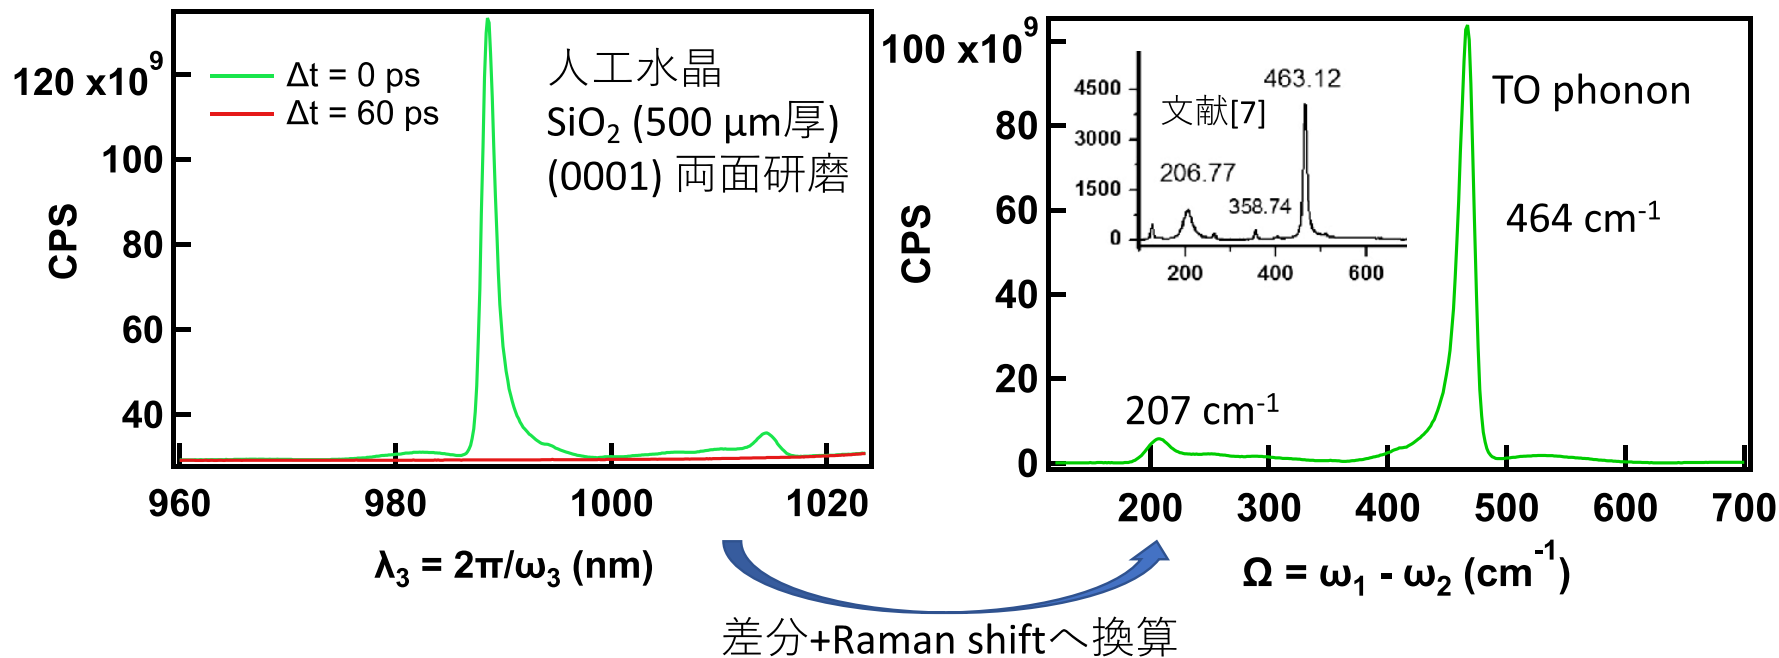 120 x10⁹
100
80
60
40
CPS
Δt = 0 ps
Δt = 60 ps
人工水晶
SiO₂ (500 μm厚)
(0001) 両面研磨
960 980 1000 1020
λ₃ = 2π/ω₃ (nm)
100 x10⁹
80
60
40
20
0
CPS
4500
3000
1500
0
文献[7]
463.12
206.77
358.74
200 400 600
TO phonon
464 cm⁻¹
207 cm⁻¹
200 300 400 500 600 700
Ω = ω₁ - ω₂ (cm⁻¹)
差分+Raman shiftへ換算